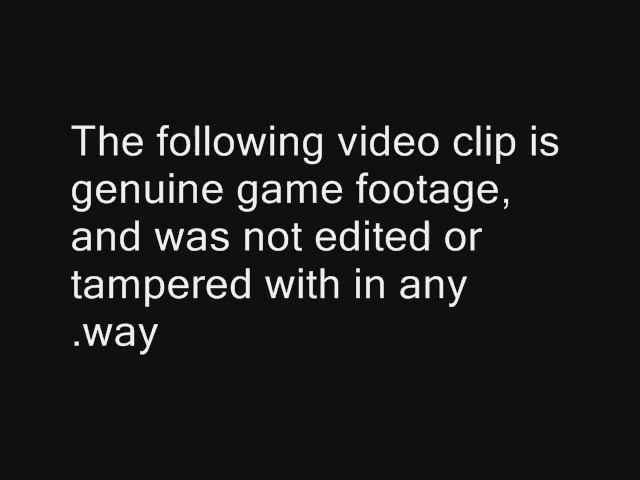 The following video clip is
genuine game footage,
and was not edited or
tampered with in any
.way